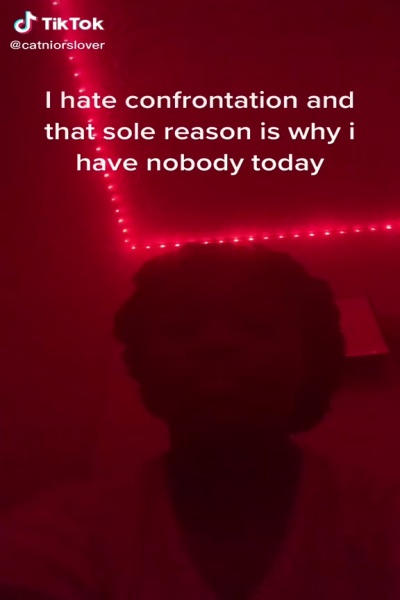 TikTok
@catniorslover
I hate confrontation and
that sole reason is why i
have nobody today